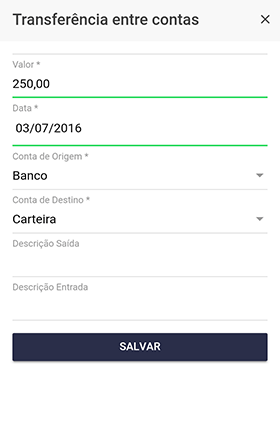 Transferência entre contas
Valor *
250,00
Data *
03/07/2016
Conta de Origem *
Banco
Conta de Destino *
Carteira
Descrição Saída
Descrição Entrada
SALVAR